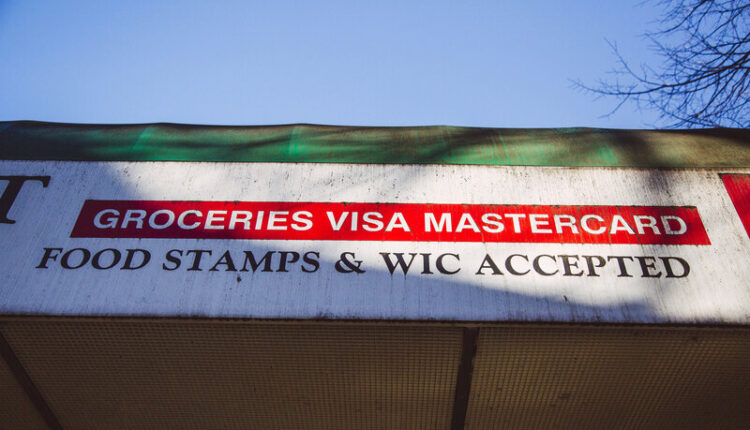 T
GROCERIES VISA MASTERCARD
FOOD STAMPS & WIC ACCEPTED